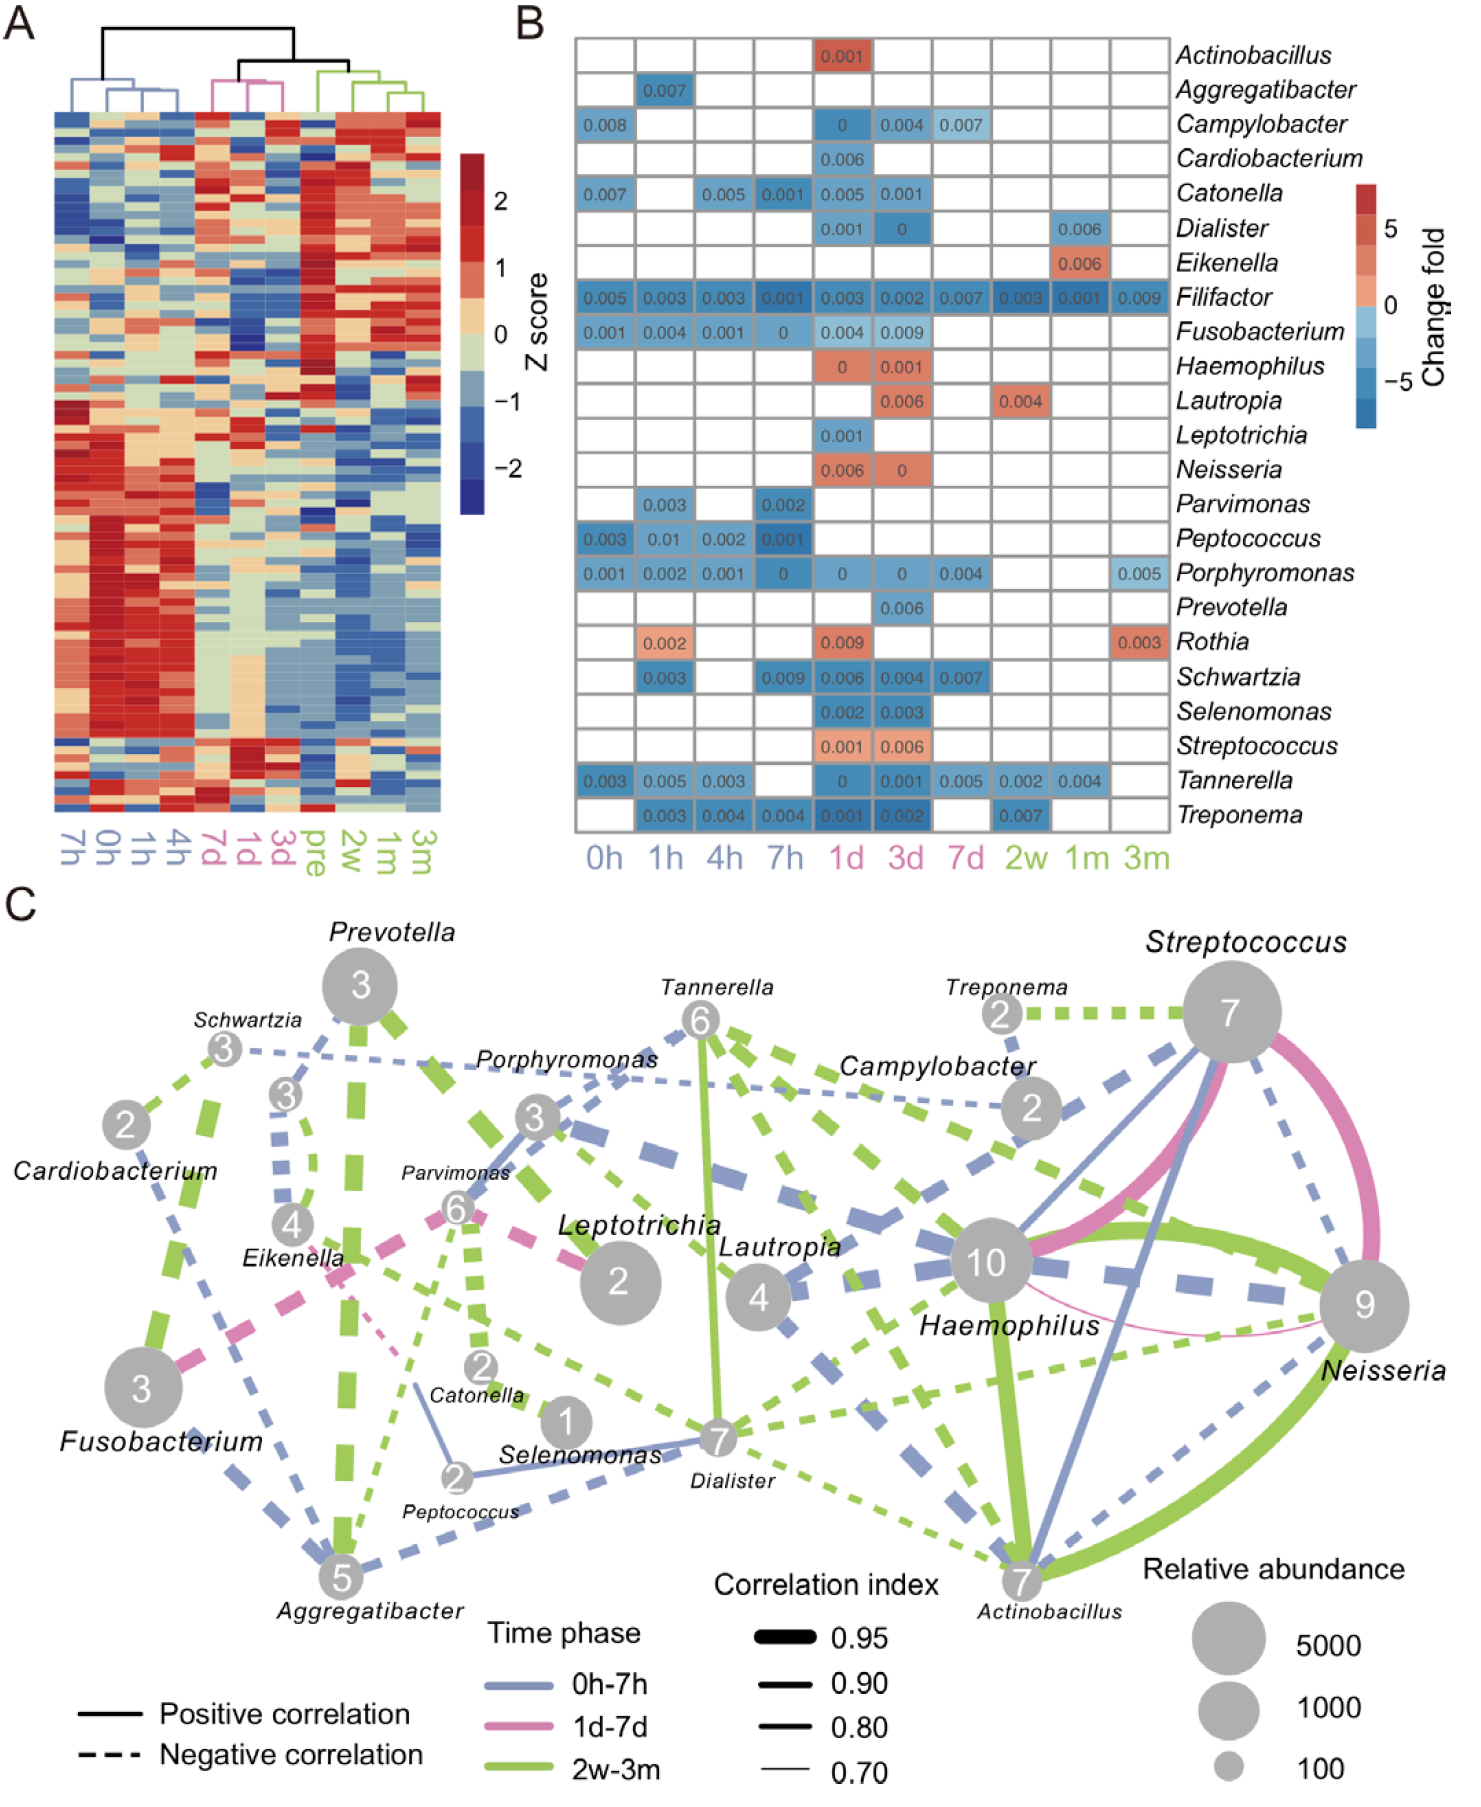 A
2
1
0
−1
−2
Z score
7h 0h 1h 4h 7d 1d 3d pre 2w 1m 3m
B
0.001 Actinobacillus
0.007 Aggregatibacter
0.008 0 0.004 0.007 Campylobacter
0.006 Cardiobacterium
0.007 0.005 0.001 0.005 0.001 Catonella
0.001 0 0.006 Dialister
0.006 Eikenella
0.005 0.003 0.003 0.001 0.003 0.002 0.007 0.003 0.001 0.009 Filifactor
0.001 0.004 0.001 0 0.004 0.009 Fusobacterium
0 0.001 Haemophilus
0.006 0.004 Lautropia
0.001 Leptotrichia
0.006 0 Neisseria
0.003 0.002 Parvimonas
0.003 0.01 0.002 0.001 Peptococcus
0.001 0.002 0.001 0 0 0 0.004 0.005 Porphyromonas
0.006 Prevotella
0.002 0.009 0.003 Rothia
0.003 0.009 0.006 0.004 0.007 Schwartzia
0.002 0.003 Selenomonas
0.001 0.006 Streptococcus
0.003 0.005 0.003 0 0.001 0.005 0.002 0.004 Tannerella
0.003 0.004 0.004 0.001 0.002 0.007 Treponema
0h 1h 4h 7h 1d 3d 7d 2w 1m 3m
5
0
−5
Change fold
C
Prevotella
3
Schwartzia
3
3
2
Cardiobacterium
4
Eikenella
3
Fusobacterium
5
Aggregatibacter
Tannerella
6
Porphyromonas
3
Parvimonas
6
Leptotrichia
2
2
Catonella
1
Selenomonas
2
Peptococcus
7
Dialister
Lautropia
4
Treponema
2
Campylobacter
2
Streptococcus
7
10
Haemophilus
9
Neisseria
7
Actinobacillus
Positive correlation
Negative correlation
Time phase
0h-7h
1d-7d
2w-3m
Correlation index
0.95
0.90
0.80
0.70
Relative abundance
5000
1000
100